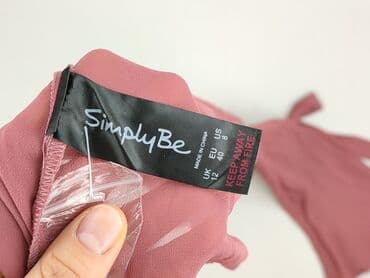 SimplyBe
MADE IN CHINA
UK EU US
12 40 8
KEEP AWAY
FROM FIRE